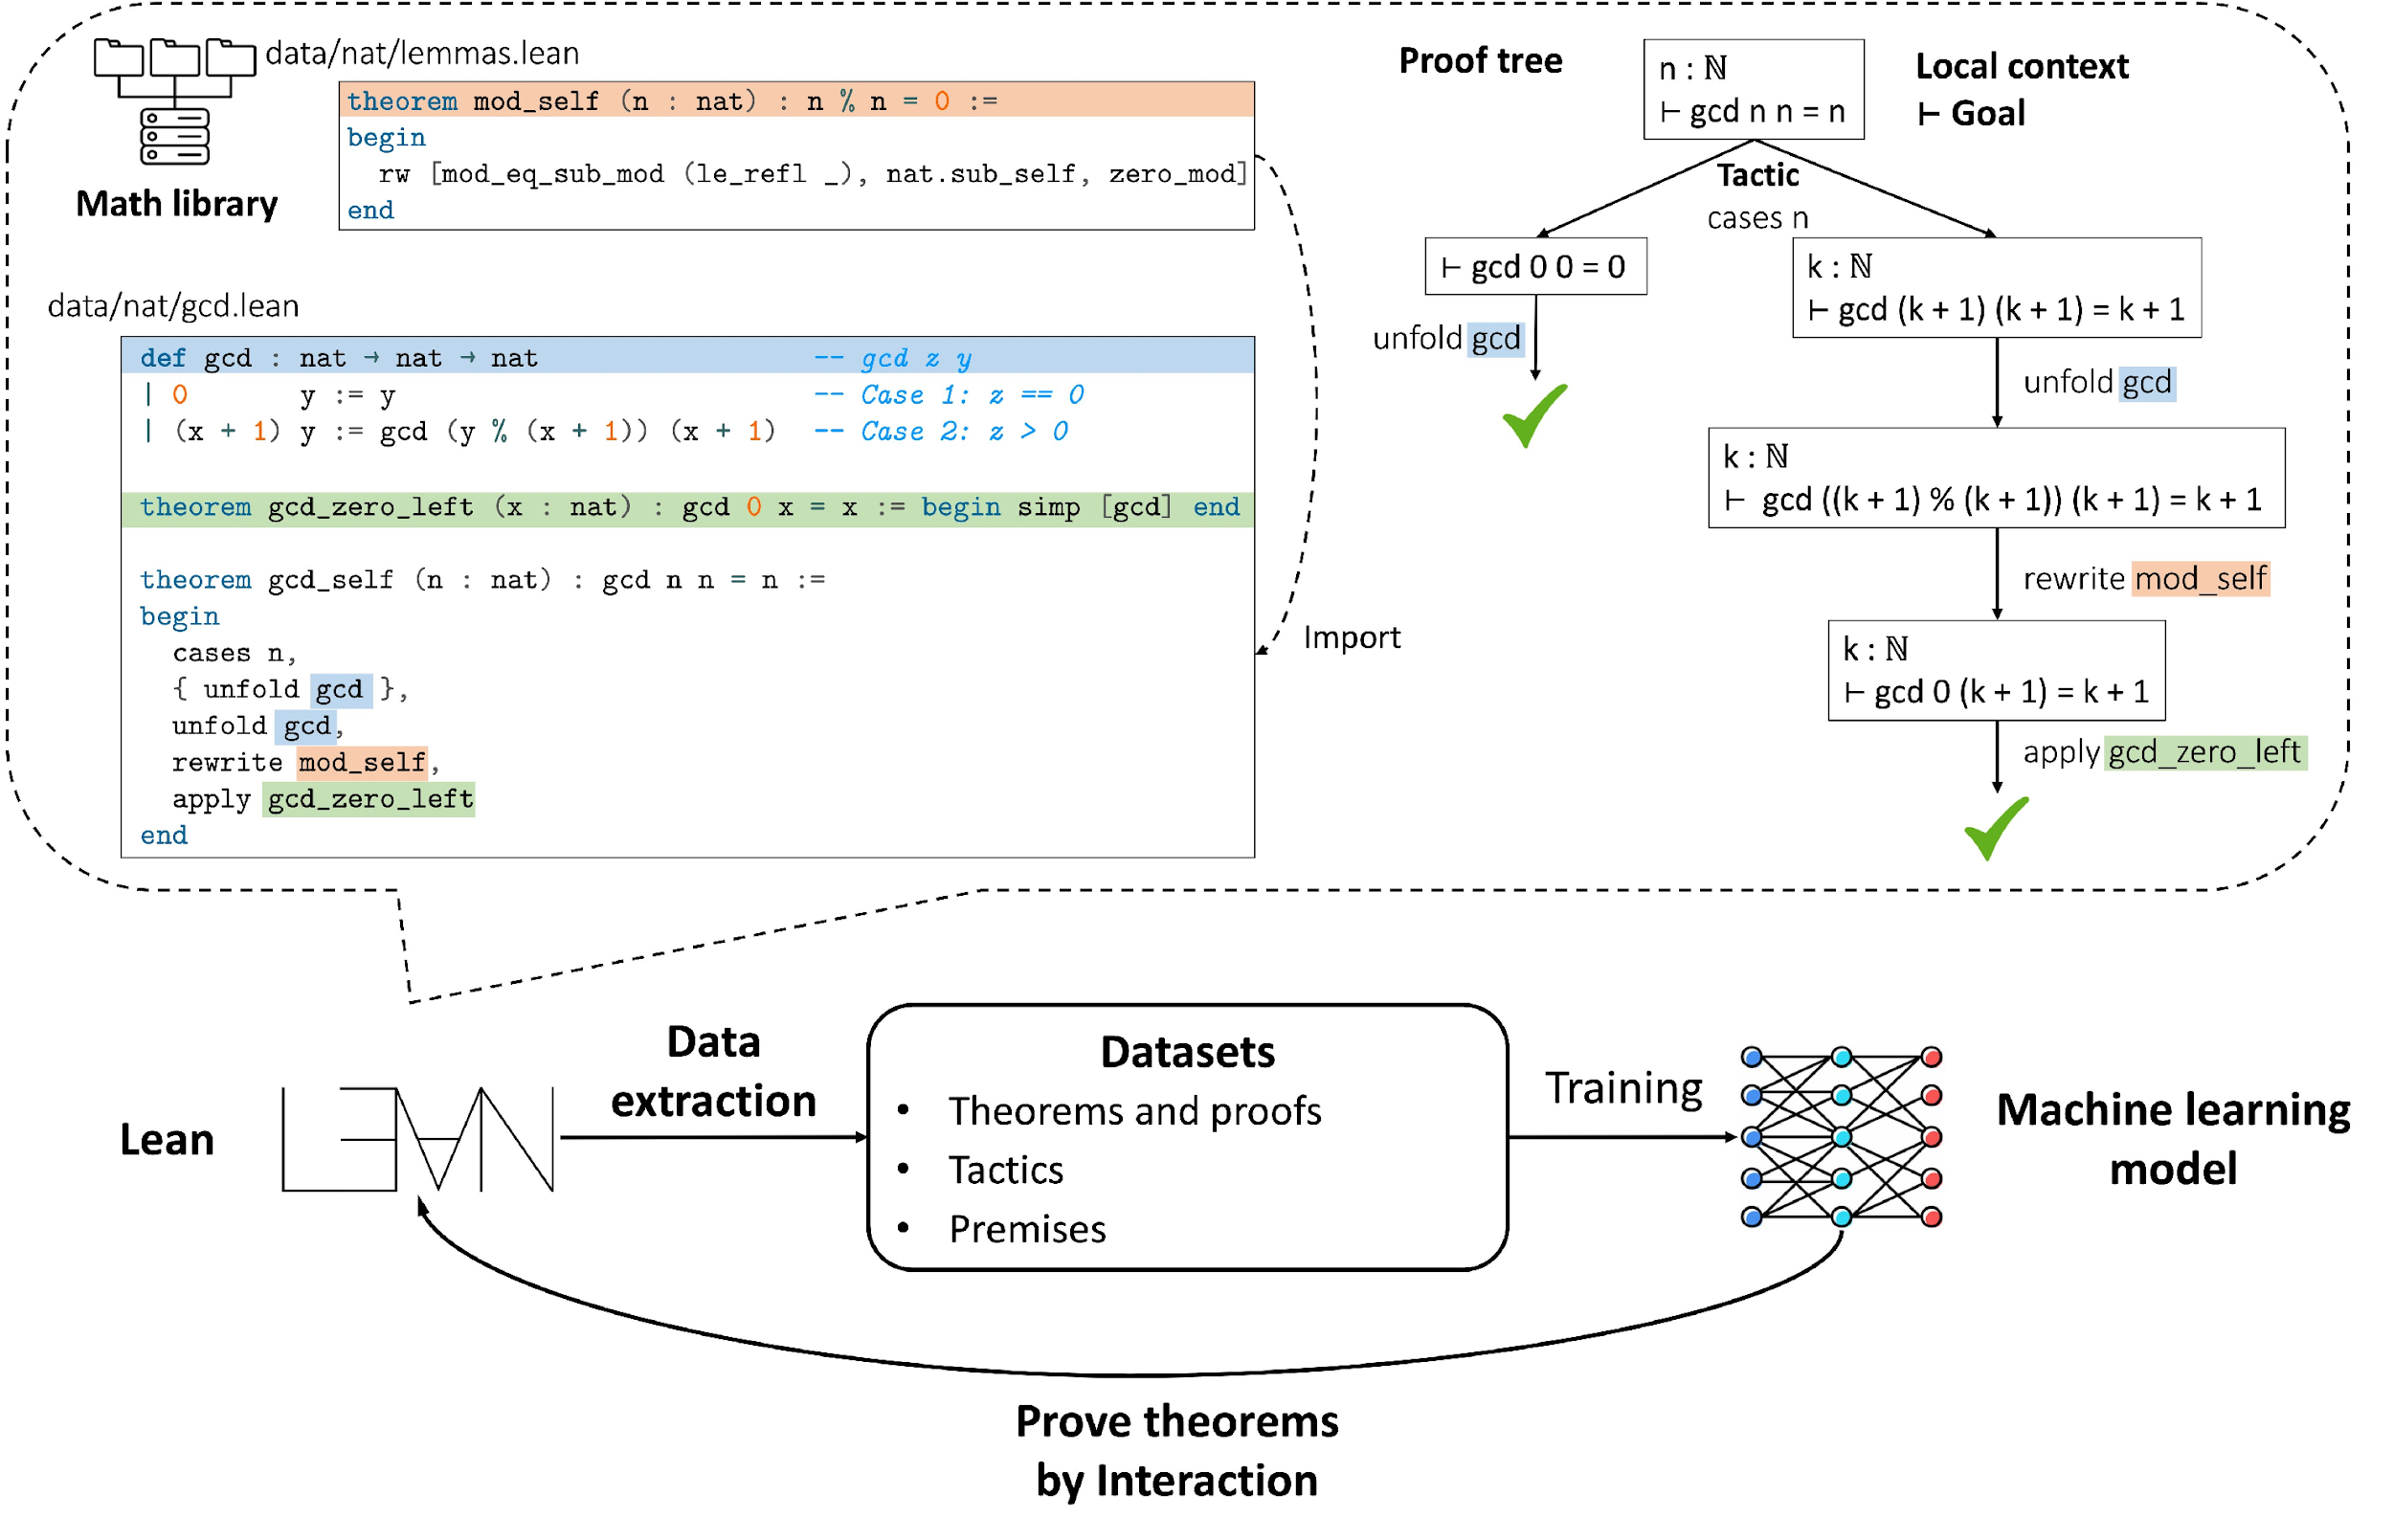 data/nat/lemmas.lean
theorem mod_self (n : nat) : n % n = 0 :=
begin
rw [mod_eq_sub_mod (le_refl _), nat.sub_self, zero_mod]
end
Math library
data/nat/gcd.lean
def gcd : nat → nat → nat -- gcd z y
| 0 y := y -- Case 1: z == 0
| (x + 1) y := gcd (y % (x + 1)) (x + 1) -- Case 2: z > 0
theorem gcd_zero_left (x : nat) : gcd 0 x = x := begin simp [gcd] end
theorem gcd_self (n : nat) : gcd n n = n :=
begin
cases n,
{ unfold gcd },
unfold gcd,
rewrite mod_self,
apply gcd_zero_left
end
Import
Proof tree
n : ℕ
⊢ gcd n n = n
Local context
⊢ Goal
Tactic
cases n
⊢ gcd 0 0 = 0
unfold gcd
k : ℕ
⊢ gcd (k + 1) (k + 1) = k + 1
unfold gcd
k : ℕ
⊢ gcd ((k + 1) % (k + 1)) (k + 1) = k + 1
rewrite mod_self
k : ℕ
⊢ gcd 0 (k + 1) = k + 1
apply gcd_zero_left
Lean
LEAN
Data
extraction
Datasets
• Theorems and proofs
• Tactics
• Premises
Training
Machine learning
model
Prove theorems
by Interaction